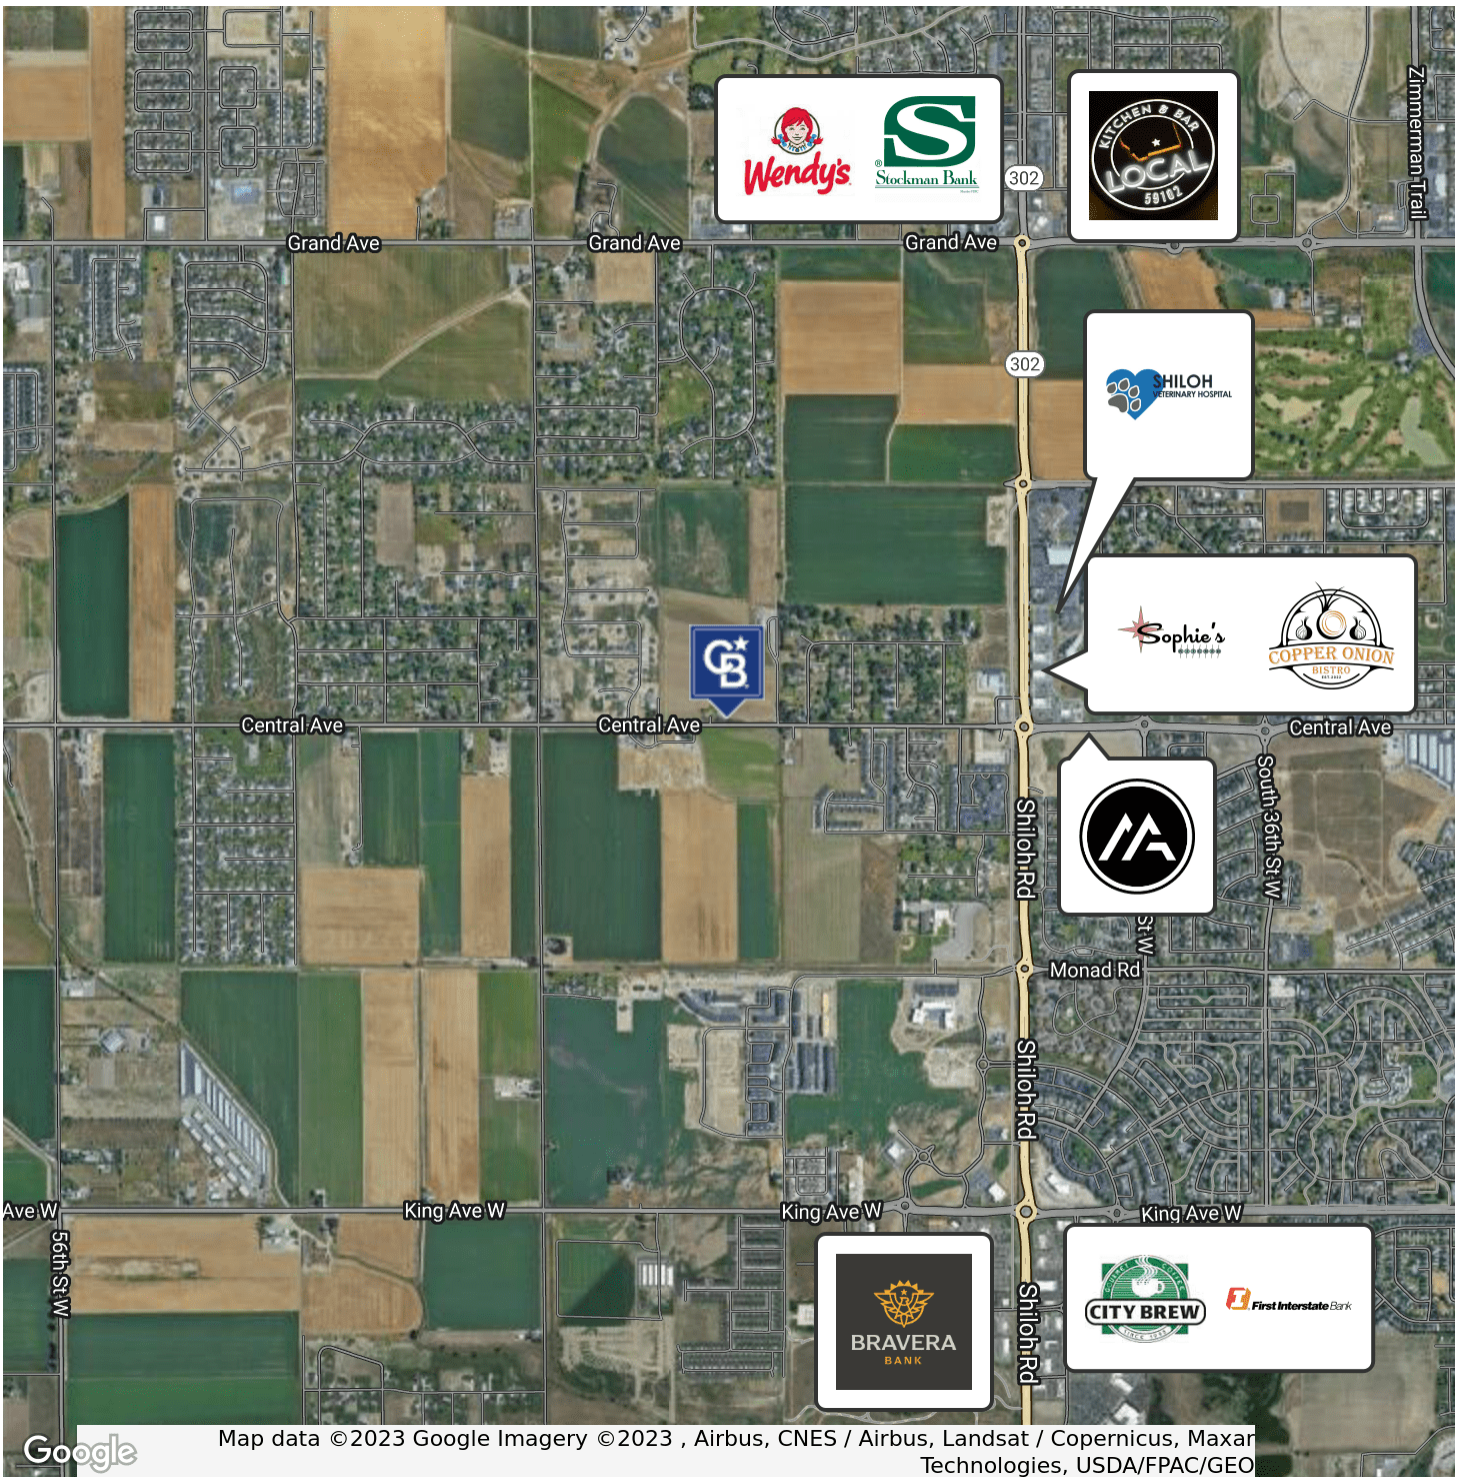 Zimmerman Trail
Wendy's
S
® Stockman Bank
302
KITCHEN & BAR
LOCAL
59102
Grand Ave
Grand Ave
Grand Ave
302
SHILOH
VETERINARY HOSPITAL
Sophie's
COPPER ONION
BISTRO
CB
Central Ave
Central Ave
Central Ave
South 36th St W
Shiloh Rd
St W
Monad Rd
Shiloh Rd
Ave W
King Ave W
King Ave W
King Ave W
56th St W
Shiloh Rd
BRAVERA
BANK
GOURMET COFFEE
CITY BREW
First Interstate Bank
Google
Map data ©2023 Google Imagery ©2023 , Airbus, CNES / Airbus, Landsat / Copernicus, Maxar
Technologies, USDA/FPAC/GEO